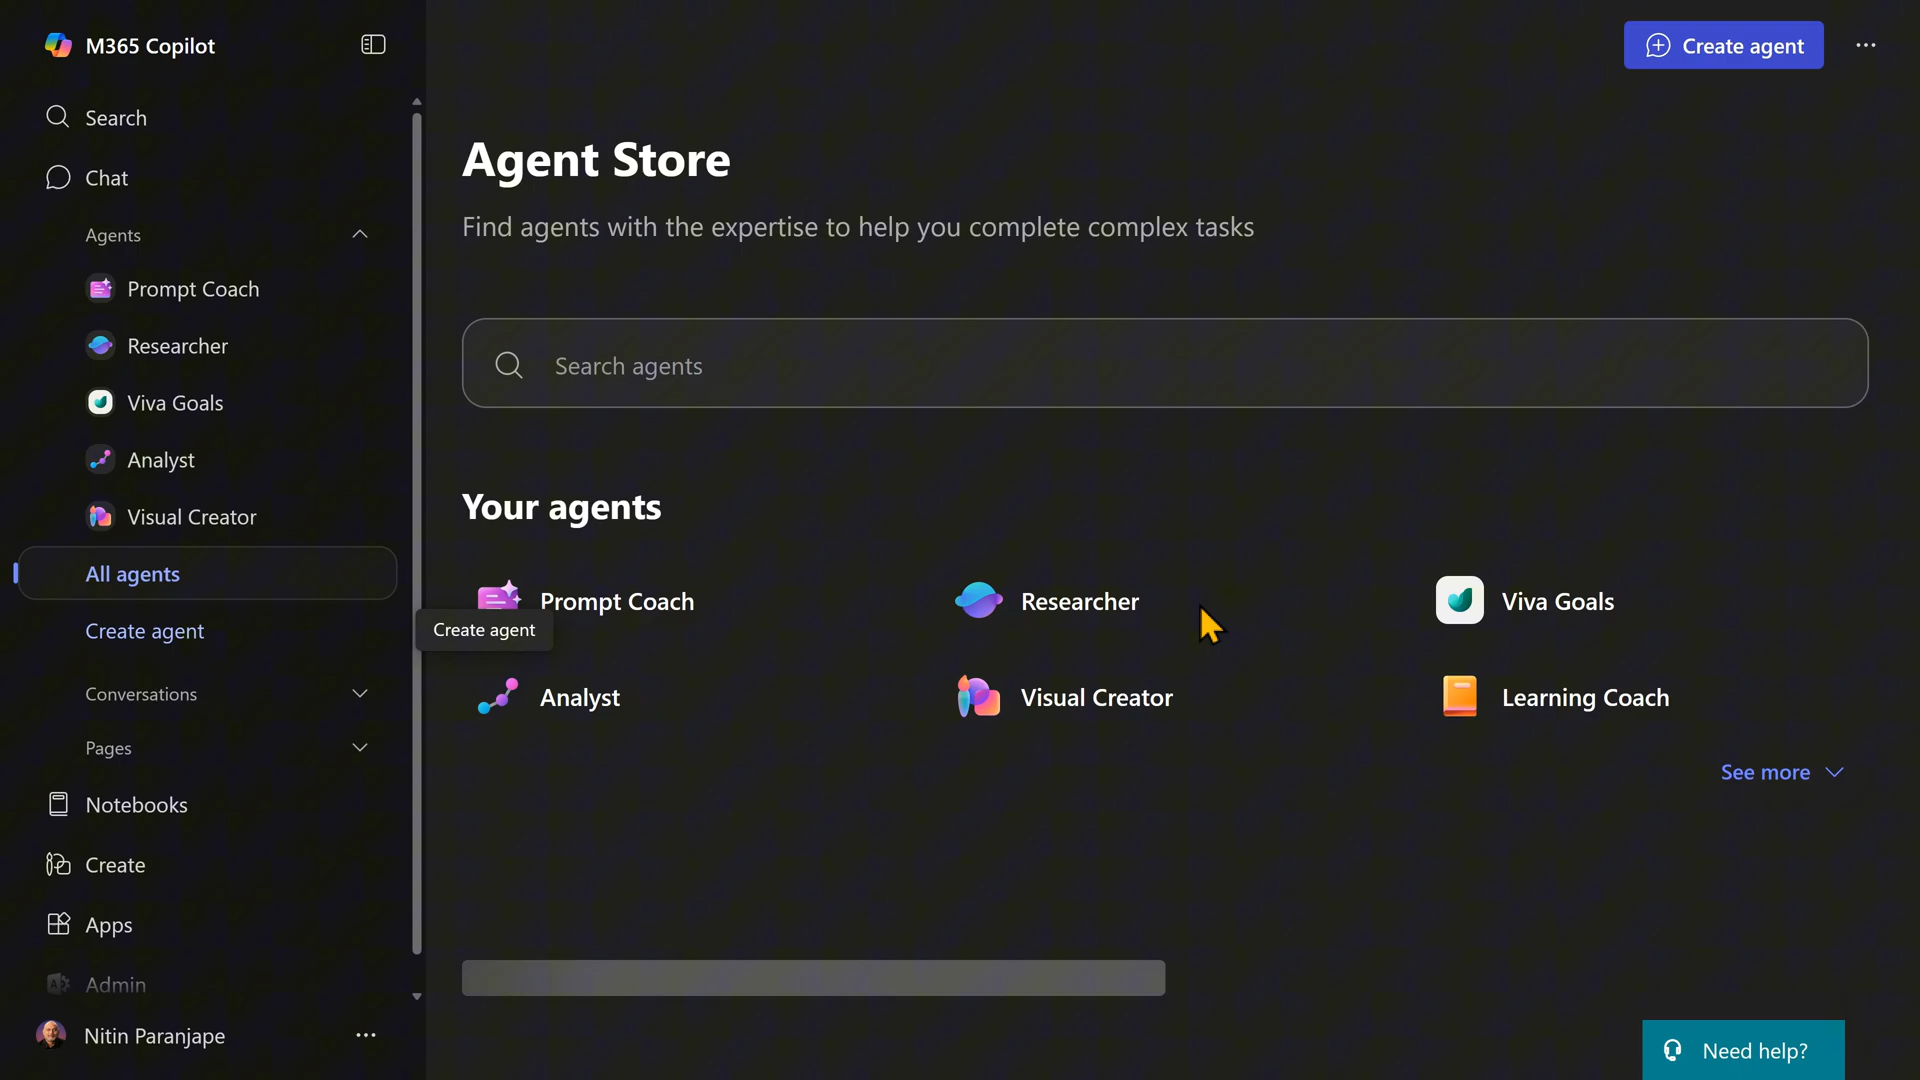 M365 Copilot
Search
Chat
Agents
Prompt Coach
Researcher
Viva Goals
Analyst
Visual Creator
All agents
Create agent
Conversations
Pages
Notebooks
Create
Apps
Admin
Nitin Paranjape
Create agent
Agent Store
Find agents with the expertise to help you complete complex tasks
Search agents
Your agents
Prompt Coach
Researcher
Viva Goals
Create agent
Analyst
Visual Creator
Learning Coach
See more
Need help?